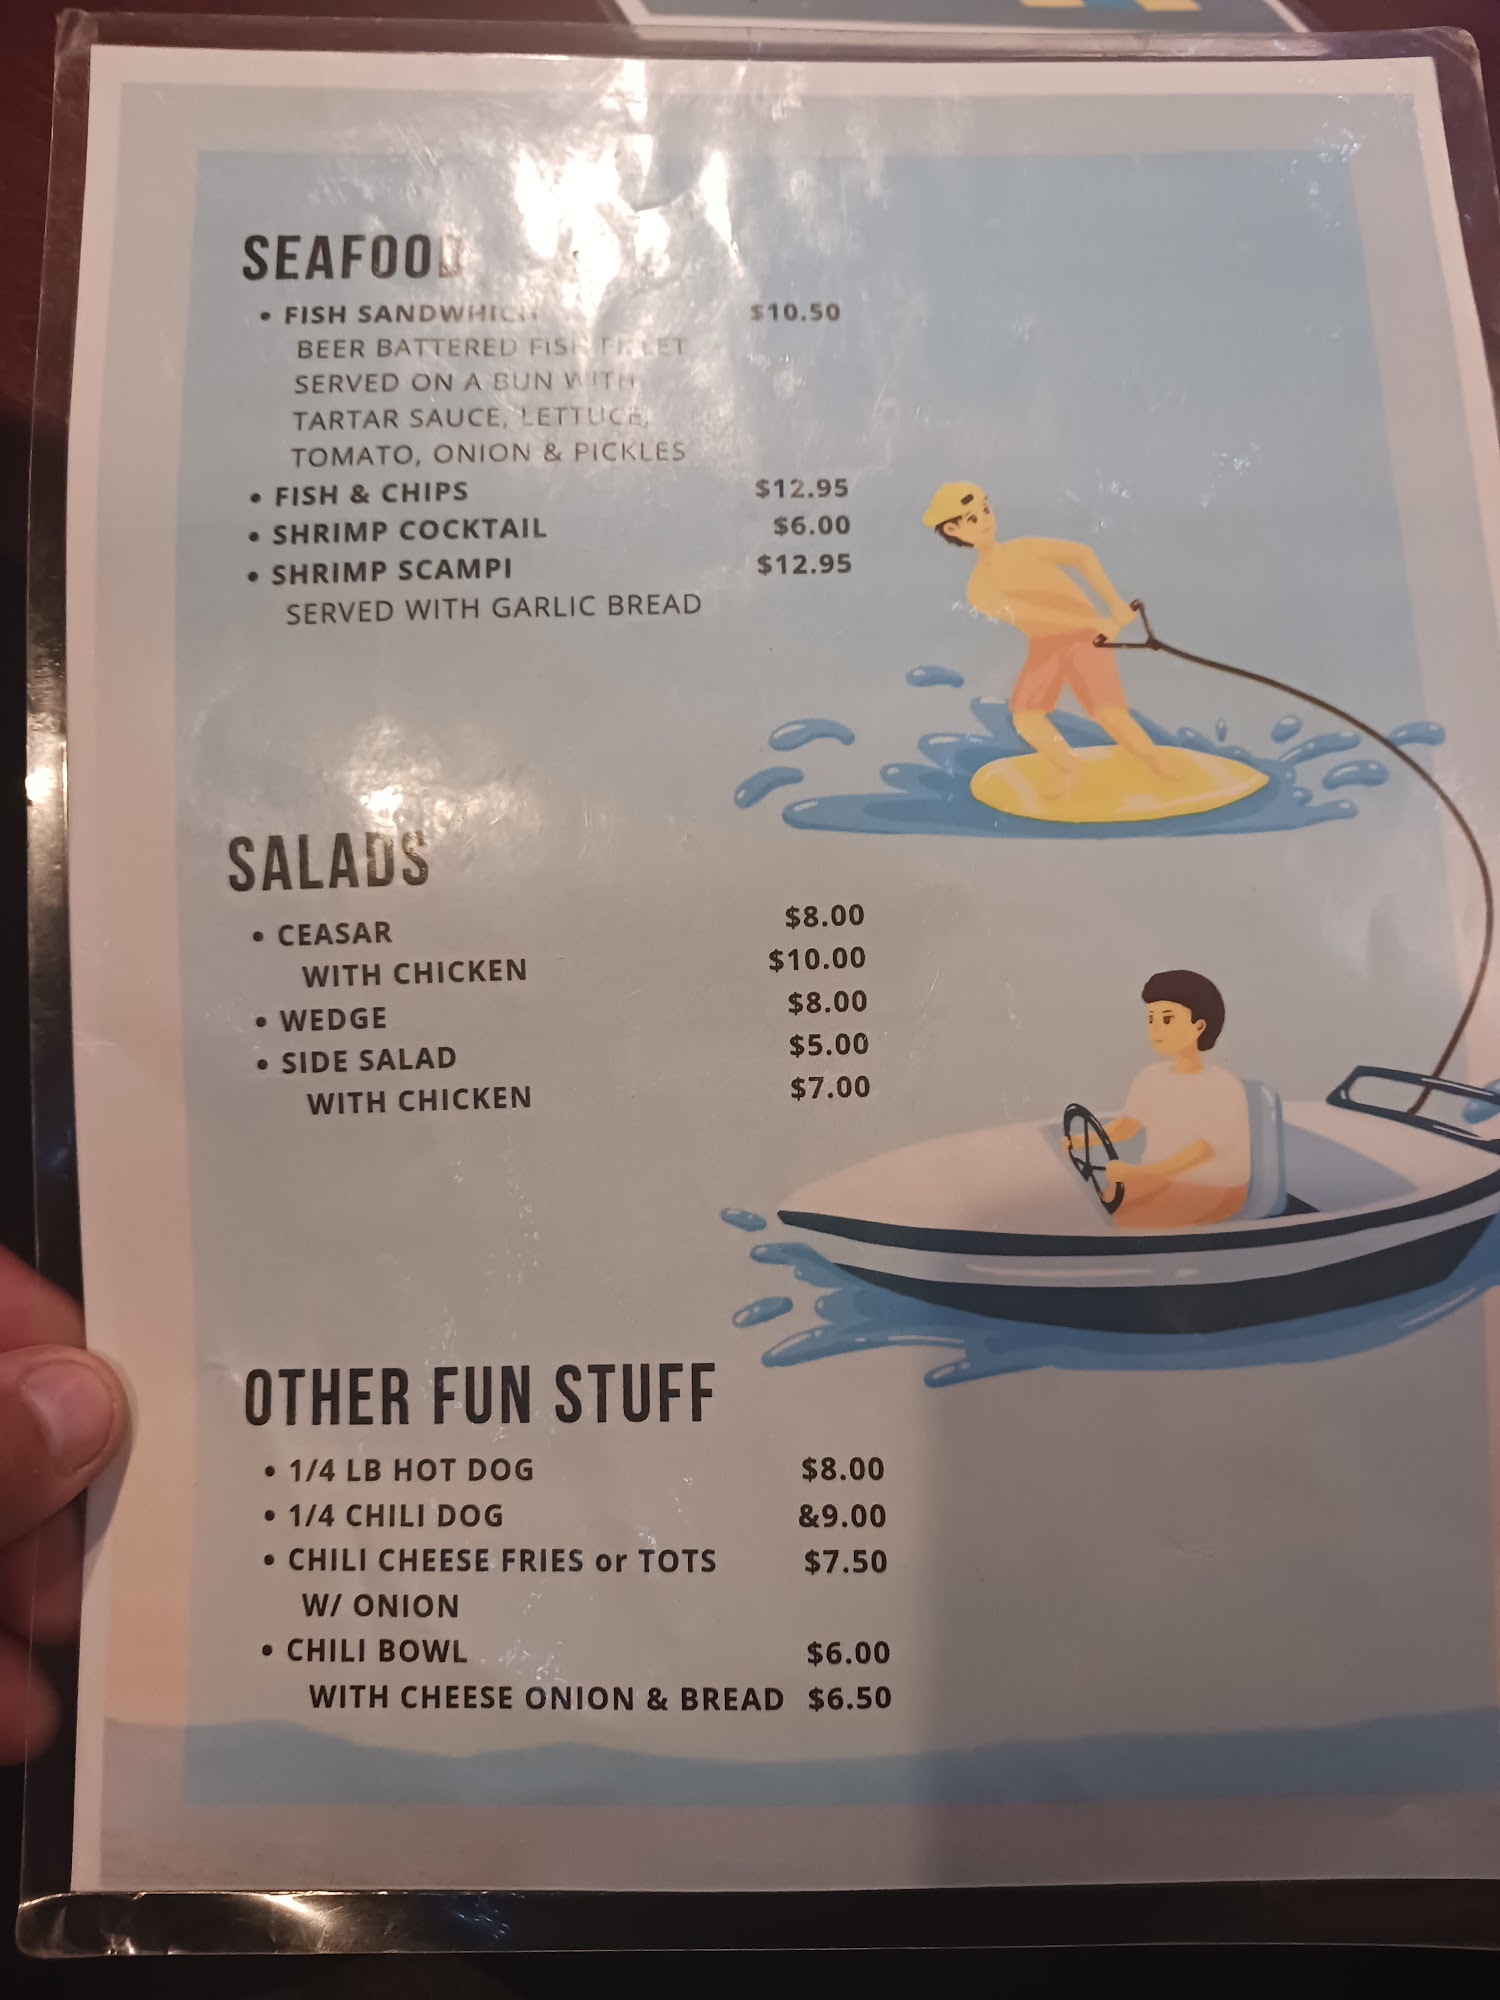 SEAFOOD
• FISH SANDWHICH $10.50
BEER BATTERED FISH FILLET
SERVED ON A BUN WITH
TARTAR SAUCE, LETTUCE,
TOMATO, ONION & PICKLES
• FISH & CHIPS $12.95
• SHRIMP COCKTAIL $6.00
• SHRIMP SCAMPI $12.95
SERVED WITH GARLIC BREAD
SALADS
• CEASAR $8.00
WITH CHICKEN $10.00
• WEDGE $8.00
• SIDE SALAD $5.00
WITH CHICKEN $7.00
OTHER FUN STUFF
• 1/4 LB HOT DOG $8.00
• 1/4 CHILI DOG &9.00
• CHILI CHEESE FRIES or TOTS $7.50
W/ ONION
• CHILI BOWL $6.00
WITH CHEESE ONION & BREAD $6.50